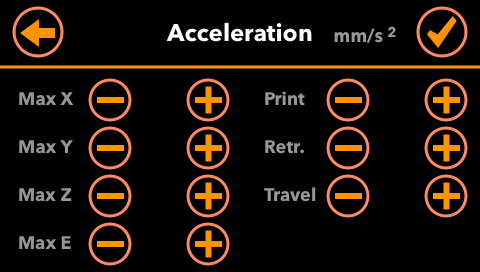 Acceleration mm/s ²
Max X Print
Max Y Retr.
Max Z Travel
Max E